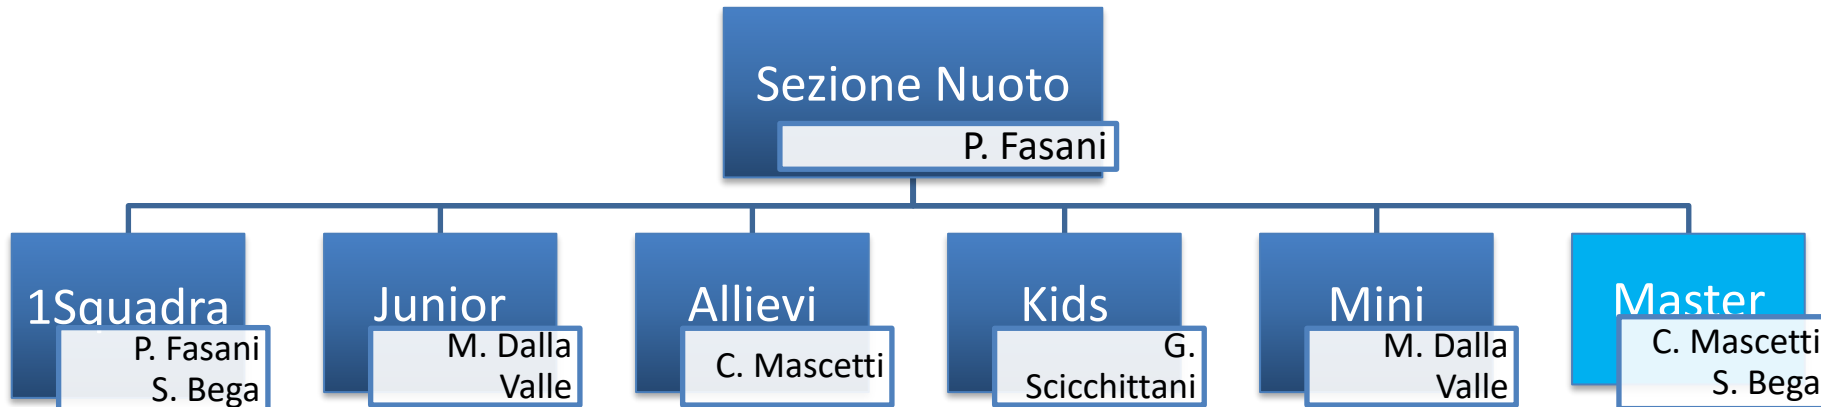 Sezione Nuoto
P. Fasani
1Squadra
P. Fasani
S. Bega
Junior
M. Dalla
Valle
Allievi
C. Mascetti
Kids
G.
Scicchittani
Mini
M. Dalla
Valle
Master
C. Mascetti
S. Bega